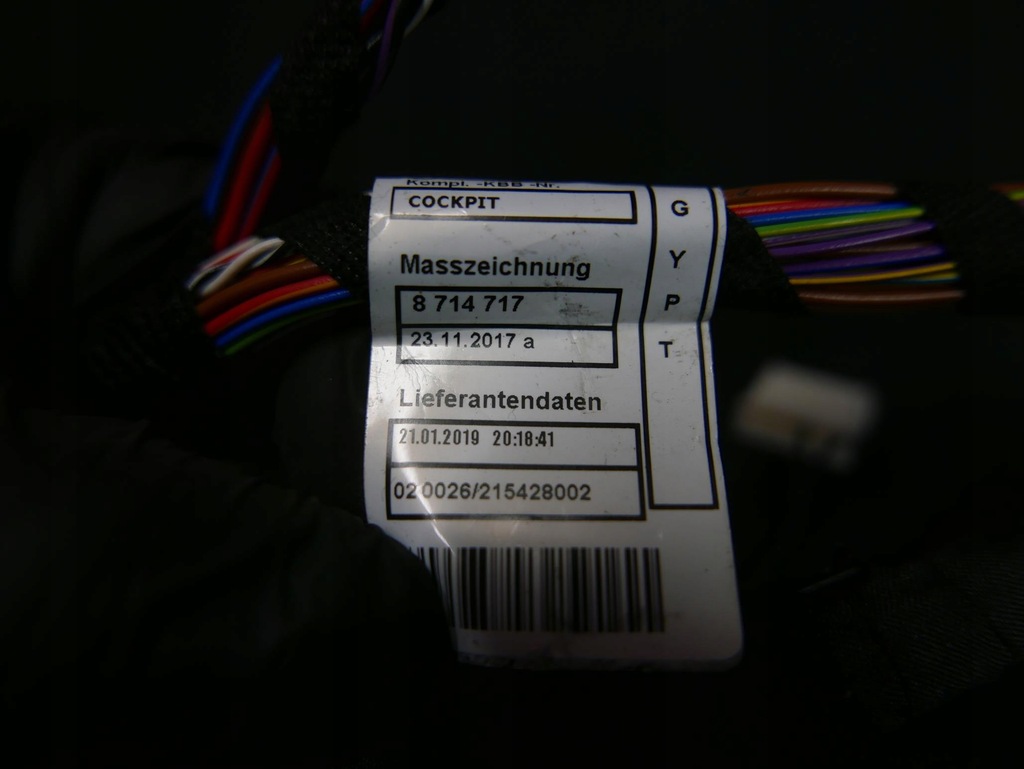 Kompl. -KBB -Nr.
COCKPIT
Masszeichnung
8 714 717
23.11.2017 a
Lieferantendaten
21.01.2019 20:18:41
02 0026/215428002
G
Y
P
T